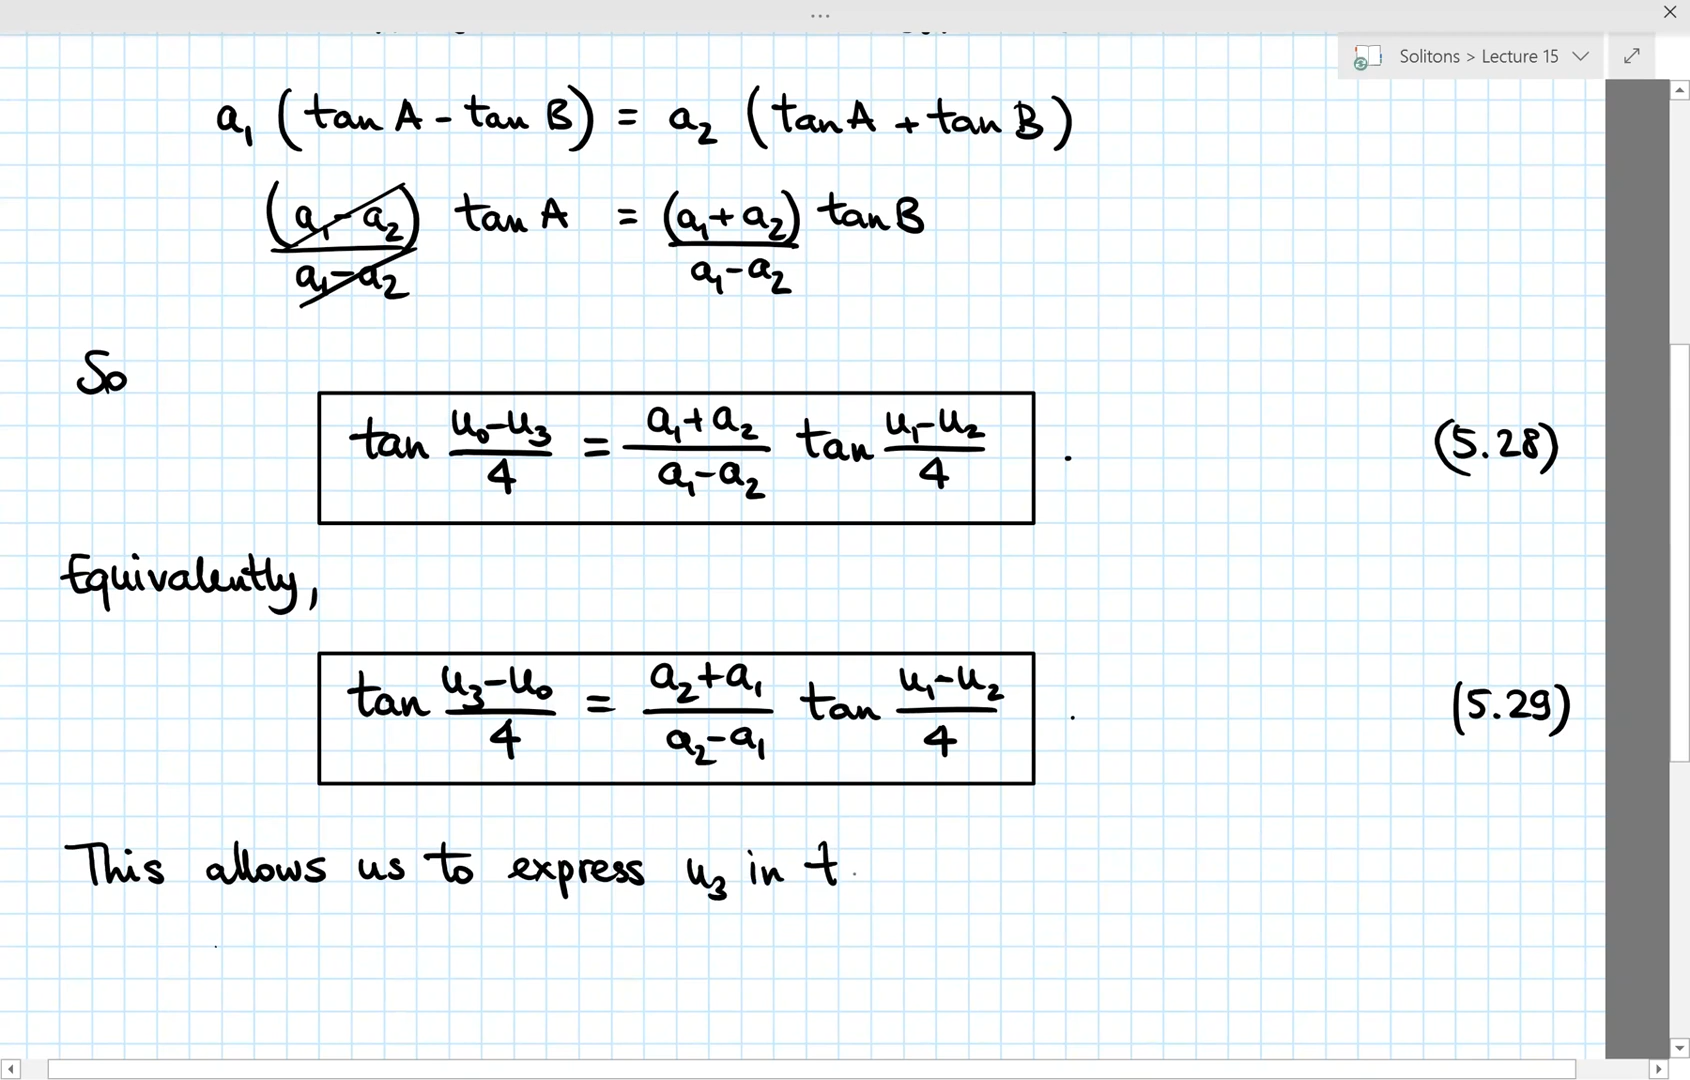 Solitons > Lecture 15
a₁ (tan A - tan B) = a₂ (tan A + tan B)
(a₁ - a₂)/(a₁ - a₂) tan A = (a₁ + a₂)/(a₁ - a₂) tan B
So
tan (u₀ - u₃)/4 = (a₁ + a₂)/(a₁ - a₂) tan (u₁ - u₂)/4 . (5.28)
Equivalently,
tan (u₃ - u₀)/4 = (a₂ + a₁)/(a₂ - a₁) tan (u₁ - u₂)/4 . (5.29)
This allows us to express u₃ in t